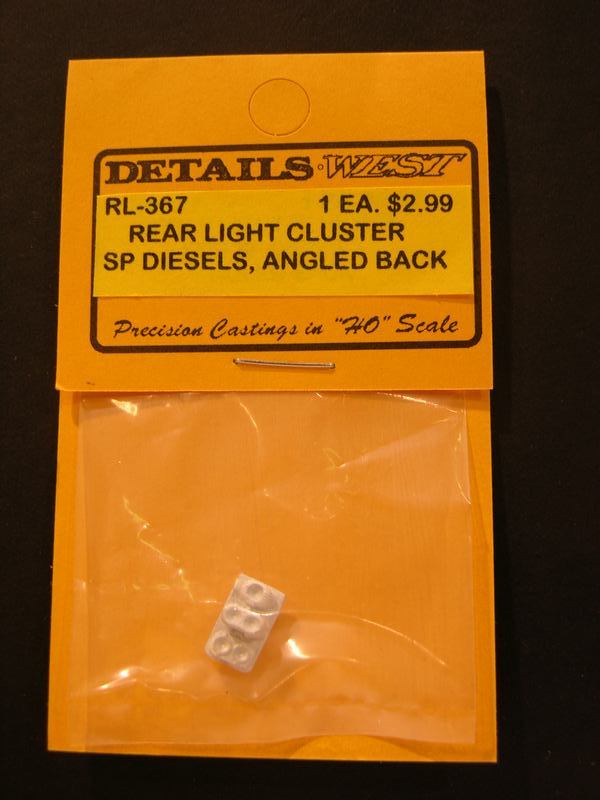 DETAILS·WEST
RL-367 1 EA. $2.99
REAR LIGHT CLUSTER
SP DIESELS, ANGLED BACK
Precision Castings in "HO" Scale